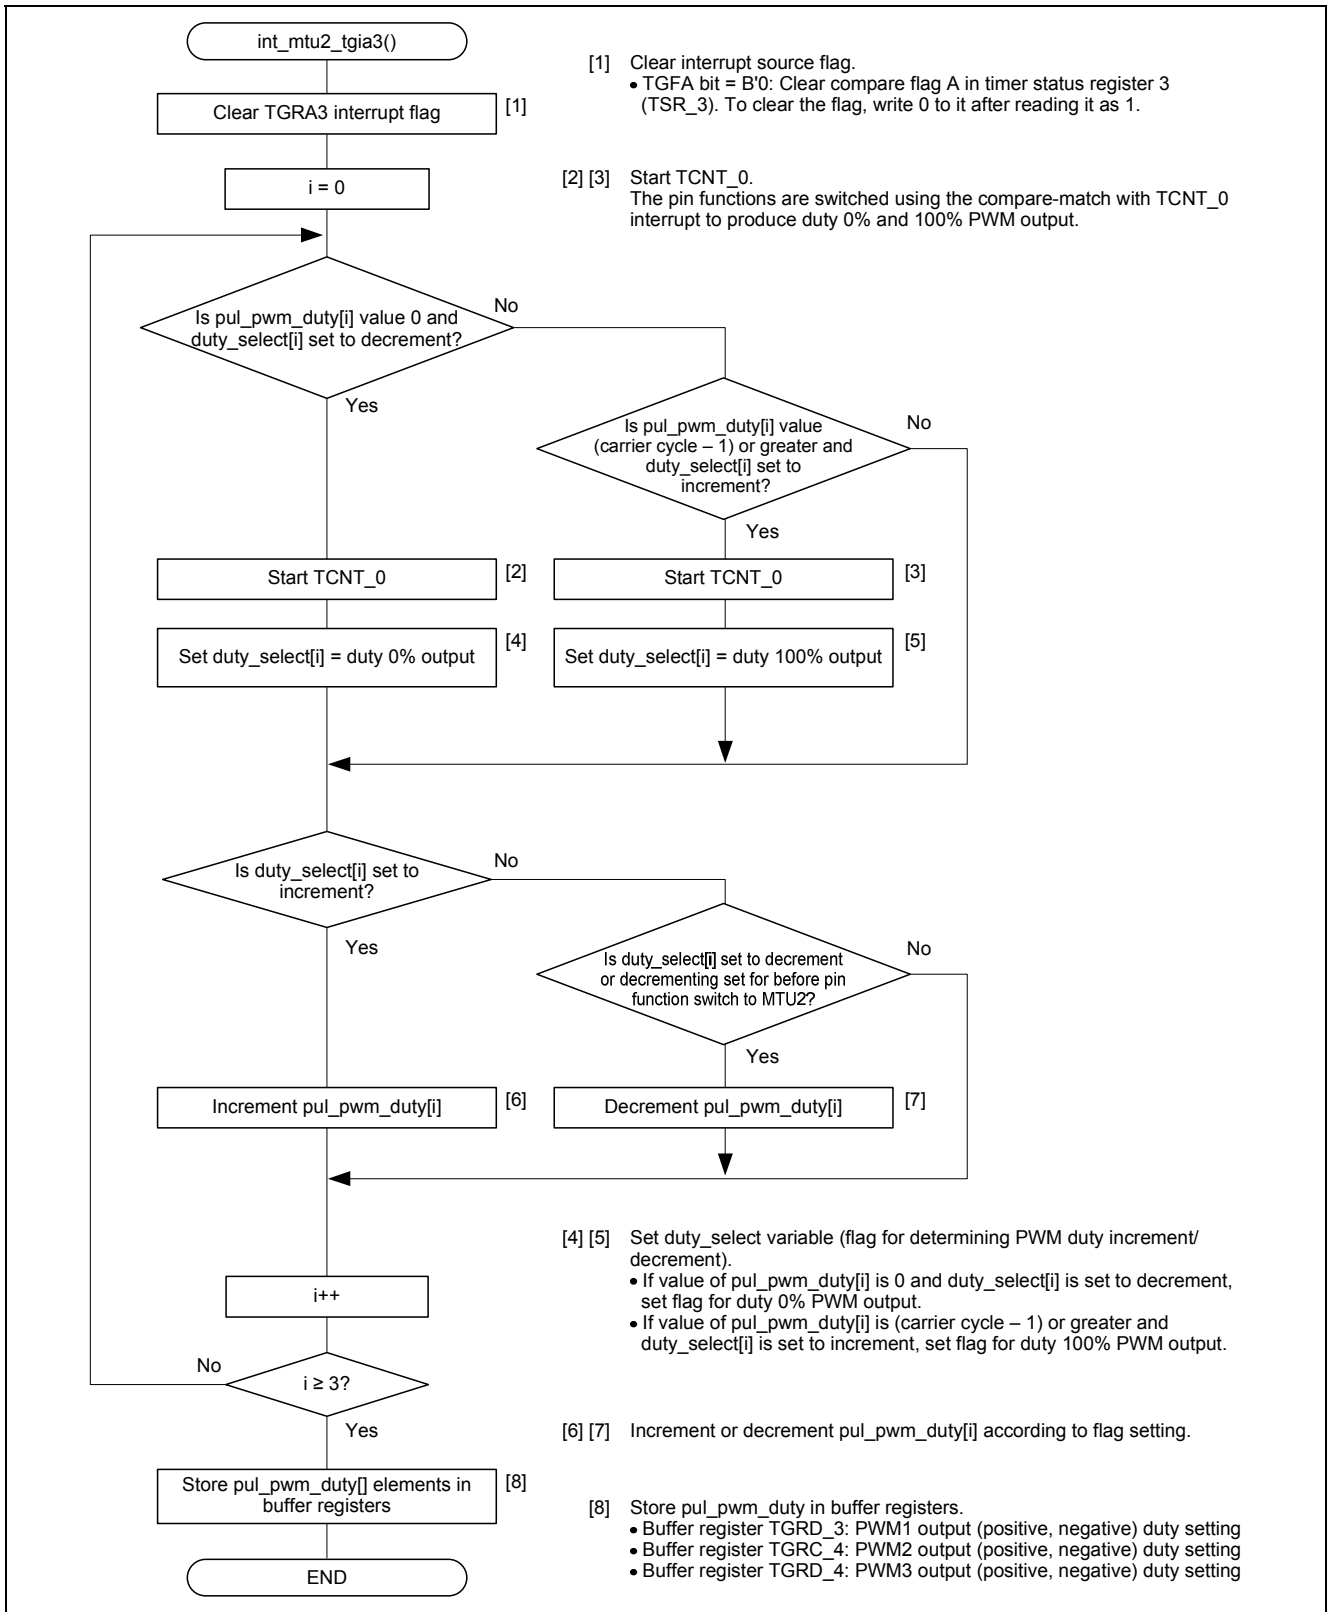 int_mtu2_tgia3()
[1] Clear interrupt source flag.
• TGFA bit = B'0: Clear compare flag A in timer status register 3
(TSR_3). To clear the flag, write 0 to it after reading it as 1.
Clear TGRA3 interrupt flag
[1]
i = 0
[2] [3] Start TCNT_0.
The pin functions are switched using the compare-match with TCNT_0
interrupt to produce duty 0% and 100% PWM output.
Is pul_pwm_duty[i] value 0 and
duty_select[i] set to decrement?
No
Yes
Is pul_pwm_duty[i] value
(carrier cycle – 1) or greater and
duty_select[i] set to
increment?
No
Yes
Start TCNT_0
[2]
Start TCNT_0
[3]
Set duty_select[i] = duty 0% output
[4]
Set duty_select[i] = duty 100% output
[5]
Is duty_select[i] set to
increment?
No
Yes
Is duty_select[i] set to decrement
or decrementing set for before pin
function switch to MTU2?
No
Yes
Increment pul_pwm_duty[i]
[6]
Decrement pul_pwm_duty[i]
[7]
[4] [5] Set duty_select variable (flag for determining PWM duty increment/
decrement).
• If value of pul_pwm_duty[i] is 0 and duty_select[i] is set to decrement,
set flag for duty 0% PWM output.
• If value of pul_pwm_duty[i] is (carrier cycle – 1) or greater and
duty_select[i] is set to increment, set flag for duty 100% PWM output.
i++
No
i ≥ 3?
Yes
[6] [7] Increment or decrement pul_pwm_duty[i] according to flag setting.
Store pul_pwm_duty[] elements in
buffer registers
[8]
[8] Store pul_pwm_duty in buffer registers.
• Buffer register TGRD_3: PWM1 output (positive, negative) duty setting
• Buffer register TGRC_4: PWM2 output (positive, negative) duty setting
• Buffer register TGRD_4: PWM3 output (positive, negative) duty setting
END